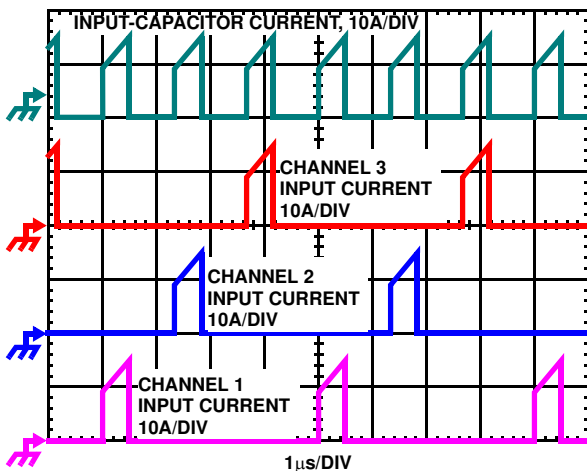 INPUT-CAPACITOR CURRENT, 10A/DIV
CHANNEL 3
INPUT CURRENT
10A/DIV
CHANNEL 2
INPUT CURRENT
10A/DIV
CHANNEL 1
INPUT CURRENT
10A/DIV
1μs/DIV